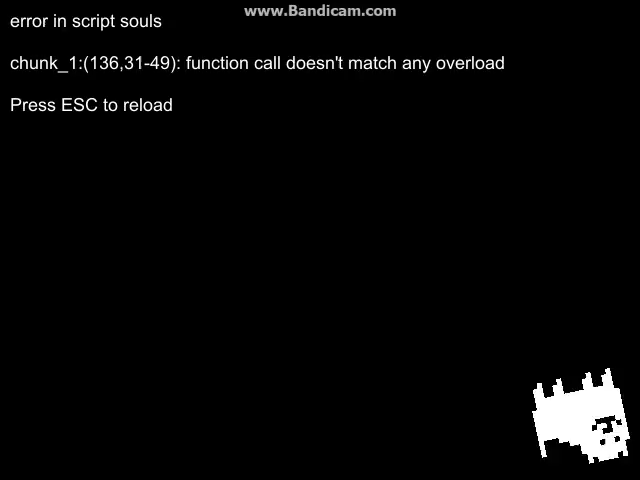 www.Bandicam.com
error in script souls
chunk_1:(136,31-49): function call doesn't match any overload
Press ESC to reload